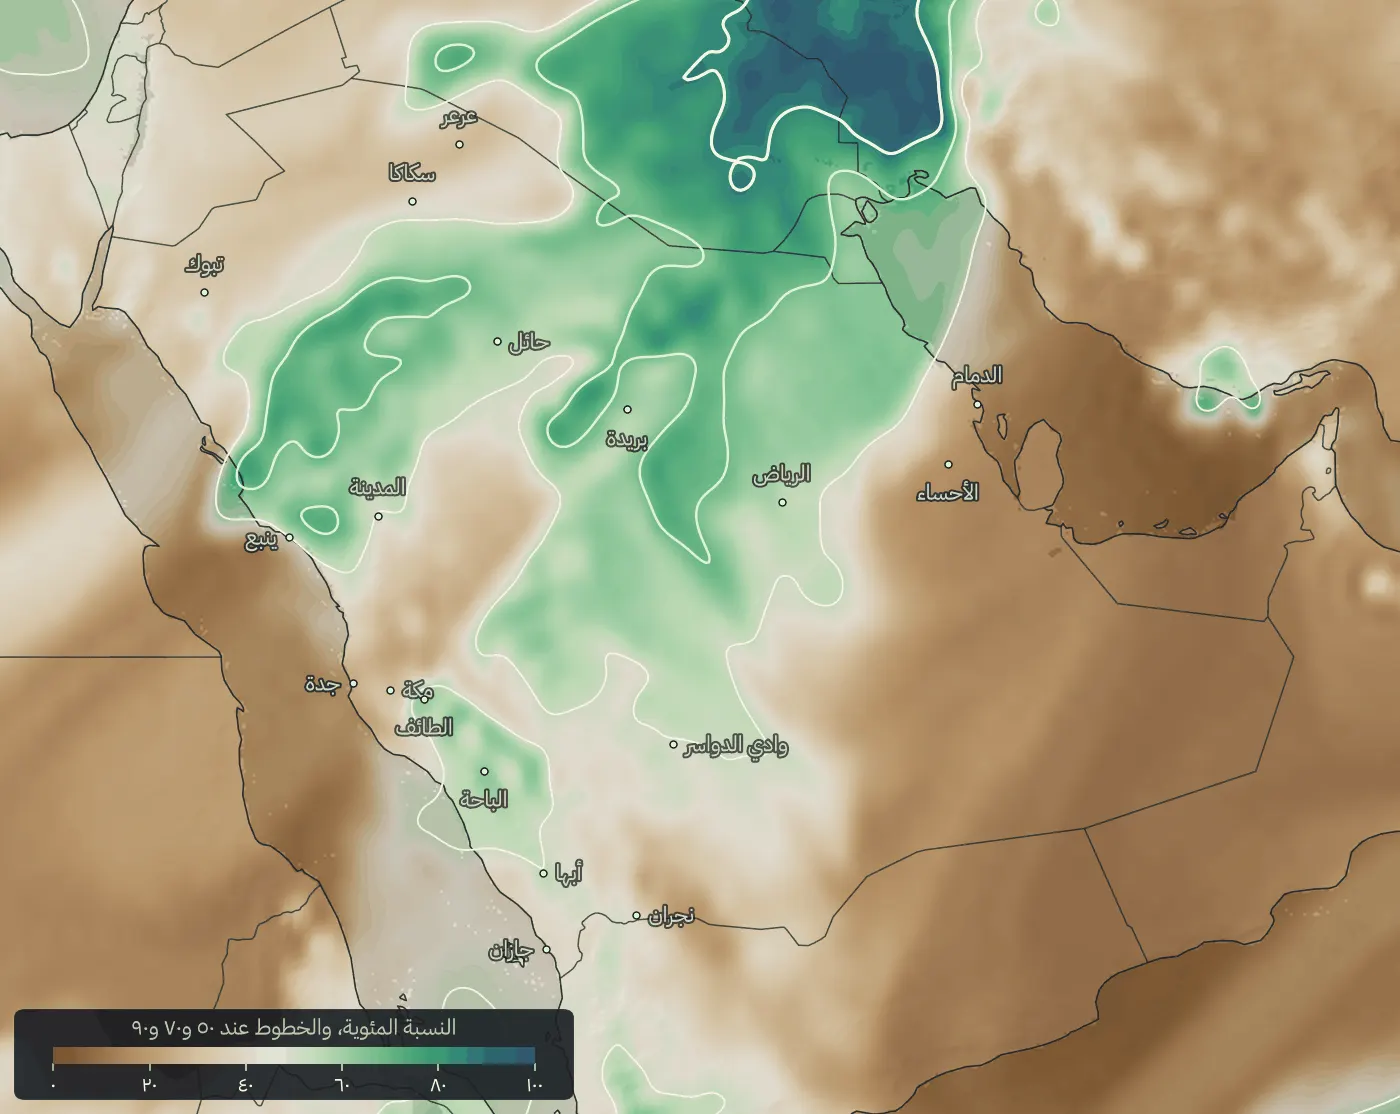 عرعر
سكاكا
تبوك
حائل
الدمام
بريدة
الرياض
الأحساء
المدينة
ينبع
جدة
مكة
الطائف
وادي الدواسر
الباحة
أبها
نجران
جازان
النسبة المئوية، والخطوط عند ٥٠ و٧٠ و٩٠
٠ ٢٠ ٤٠ ٦٠ ٨٠ ١٠٠